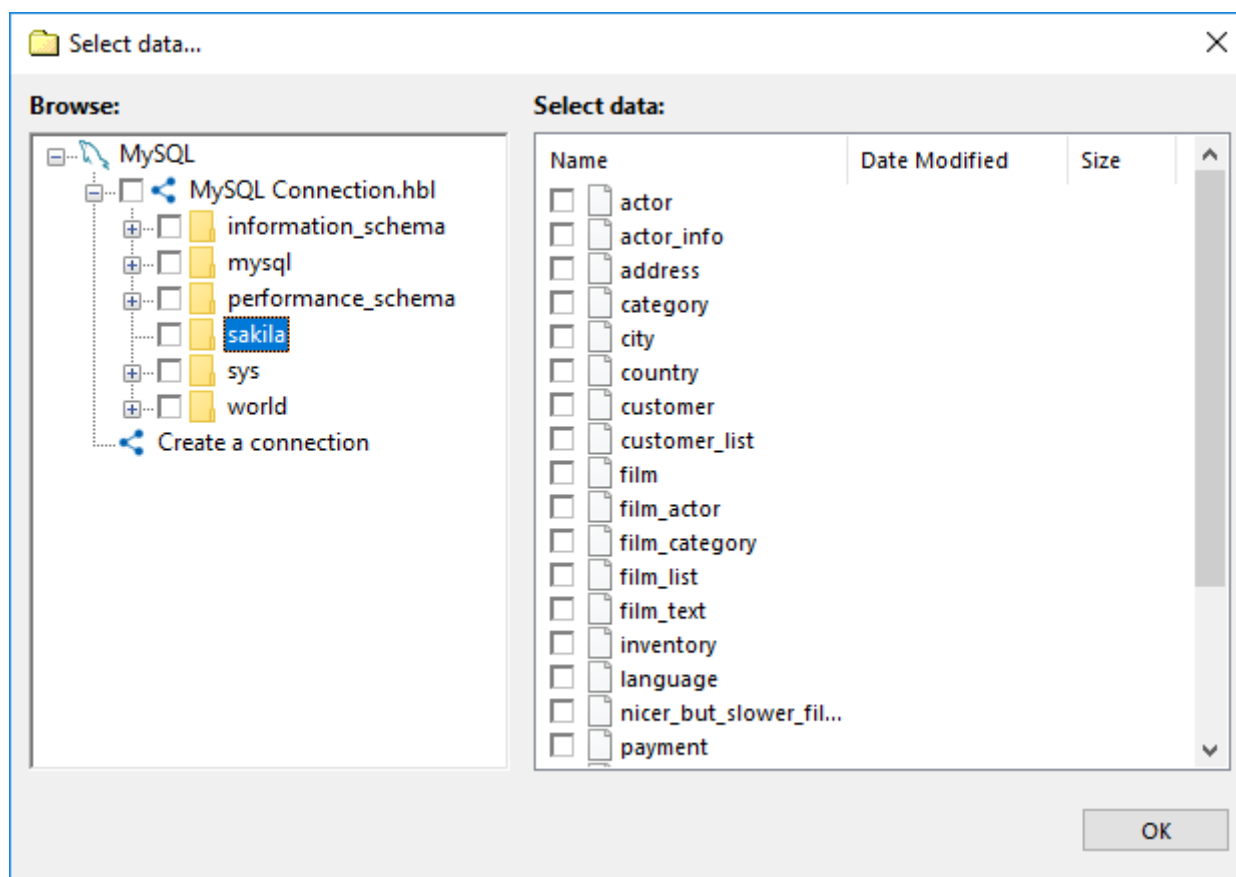 Select data...
Browse:
MySQL
MySQL Connection.hbl
information_schema
mysql
performance_schema
sakila
sys
world
Create a connection
Select data:
Name Date Modified Size
actor
actor_info
address
category
city
country
customer
customer_list
film
film_actor
film_category
film_list
film_text
inventory
language
nicer_but_slower_fil...
payment
OK